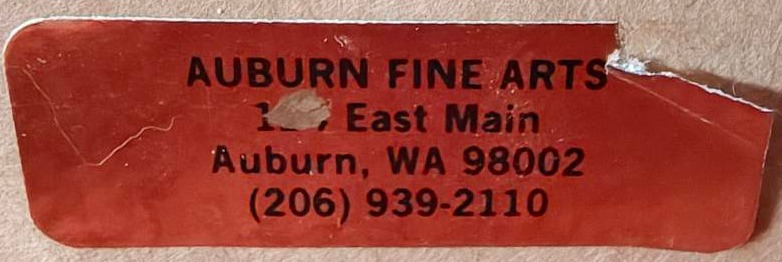 AUBURN FINE ARTS
East Main
Auburn, WA 98002
(206) 939-2110